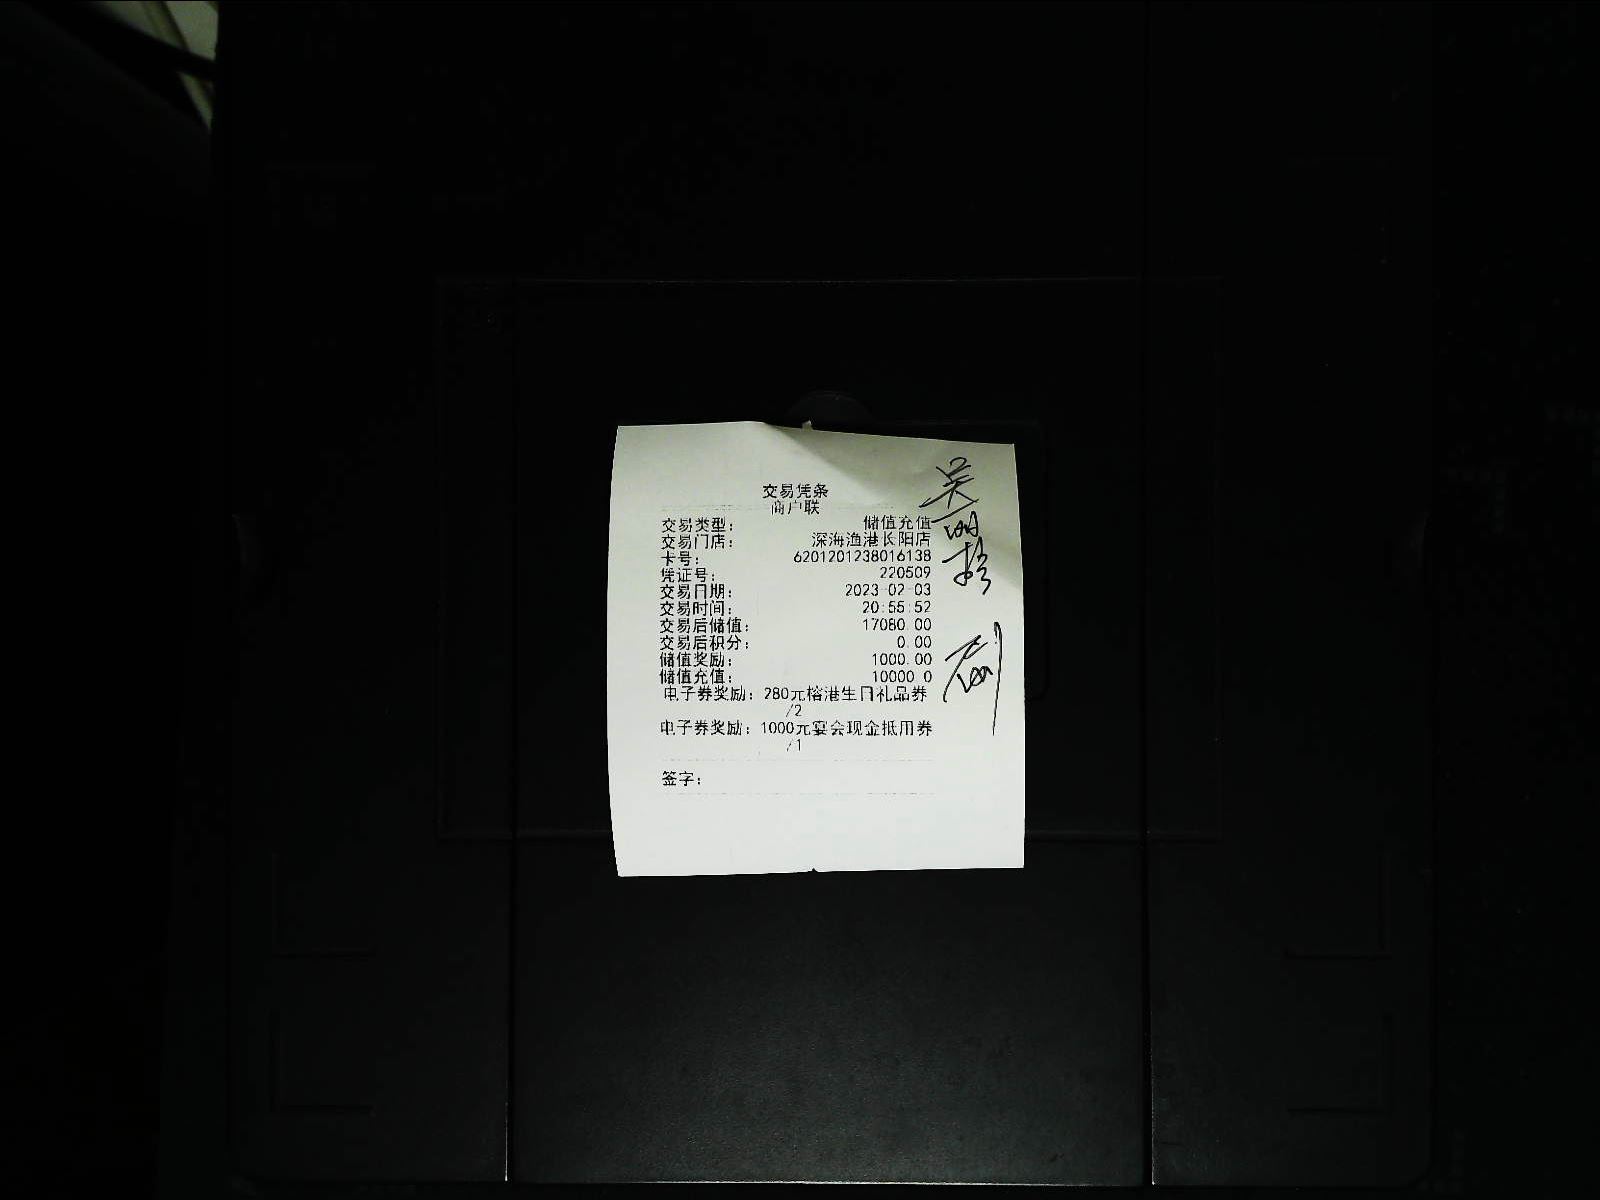 交易凭条
商户联
交易类型： 储值充值
交易门店： 深海渔港长阳店
卡号： 6201201238016138
凭证号： 220509
交易日期： 2023-02-03
交易时间： 20:55:52
交易后储值： 17080.00
交易后积分： 0.00
储值奖励： 1000.00
储值充值： 10000.0
电子券奖励：280元榕港生日礼品券
/2
电子券奖励：1000元宴会现金抵用券
/1
签字：